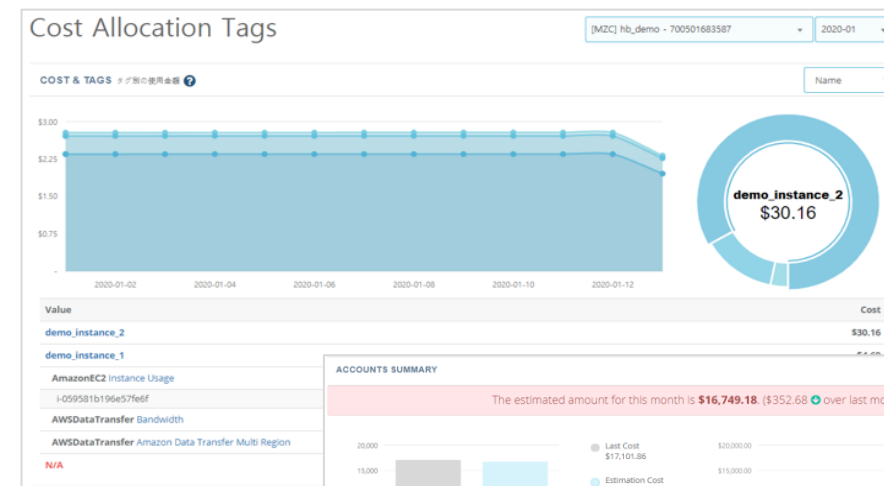 Cost Allocation Tags
[MZC] hb_demo - 700501683587
2020-01
COST & TAGS タグ別の使用金額 ?
Name
$3.00
$2.25
$1.50
$0.75
-
2020-01-02 2020-01-04 2020-01-06 2020-01-08 2020-01-10 2020-01-12
demo_instance_2
$30.16
Value Cost
demo_instance_2 $30.16
demo_instance_1
AmazonEC2 Instance Usage
i-059581b196e57fe6f
AWSDataTransfer Bandwidth
AWSDataTransfer Amazon Data Transfer Multi Region
N/A
ACCOUNTS SUMMARY
The estimated amount for this month is $16,749.18. ($352.68 over last mo
20,000
15,000
Last Cost
$17,101.86
Estimation Cost
$20,000.00
$15,000.00